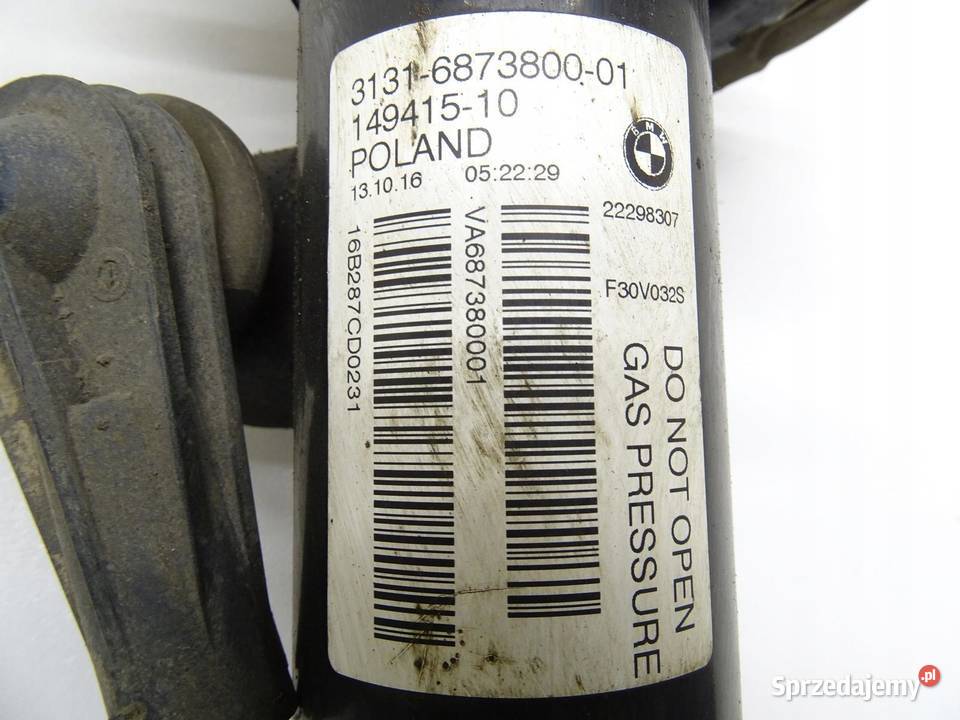 3131-6873800-01
149415-10
POLAND
13.10.16 05:22:29
BMW
22298307
F30V032S
16B287CD0231
VA687380001
DO NOT OPEN
GAS PRESSURE
Sprzedajemy.pl